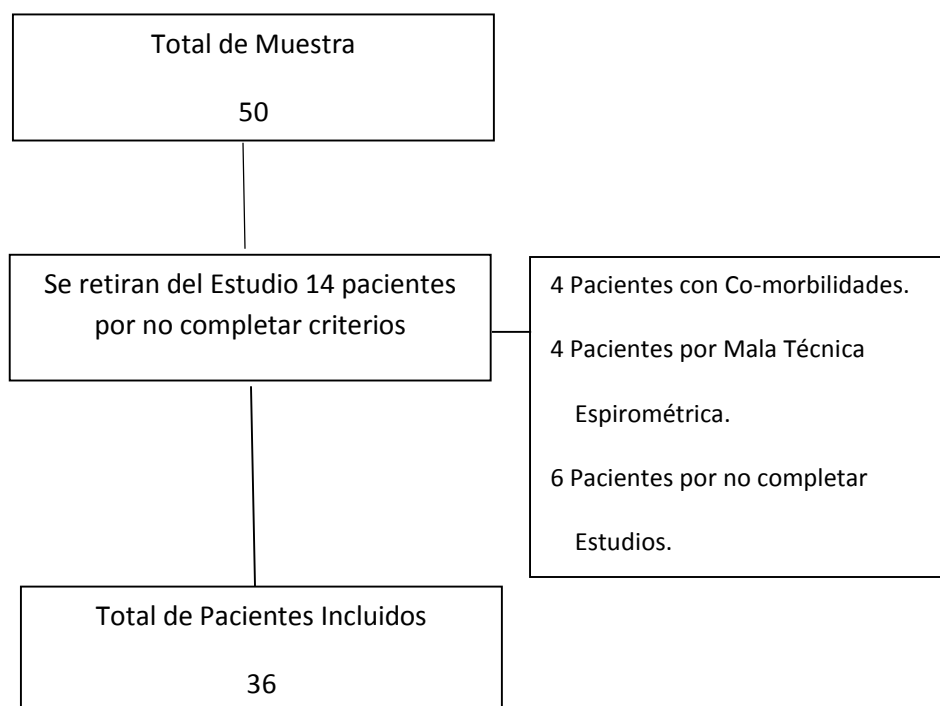 Total de Muestra
50
Se retiran del Estudio 14 pacientes
por no completar criterios
4 Pacientes con Co-morbilidades.
4 Pacientes por Mala Técnica
Espirométrica.
6 Pacientes por no completar
Estudios.
Total de Pacientes Incluidos
36